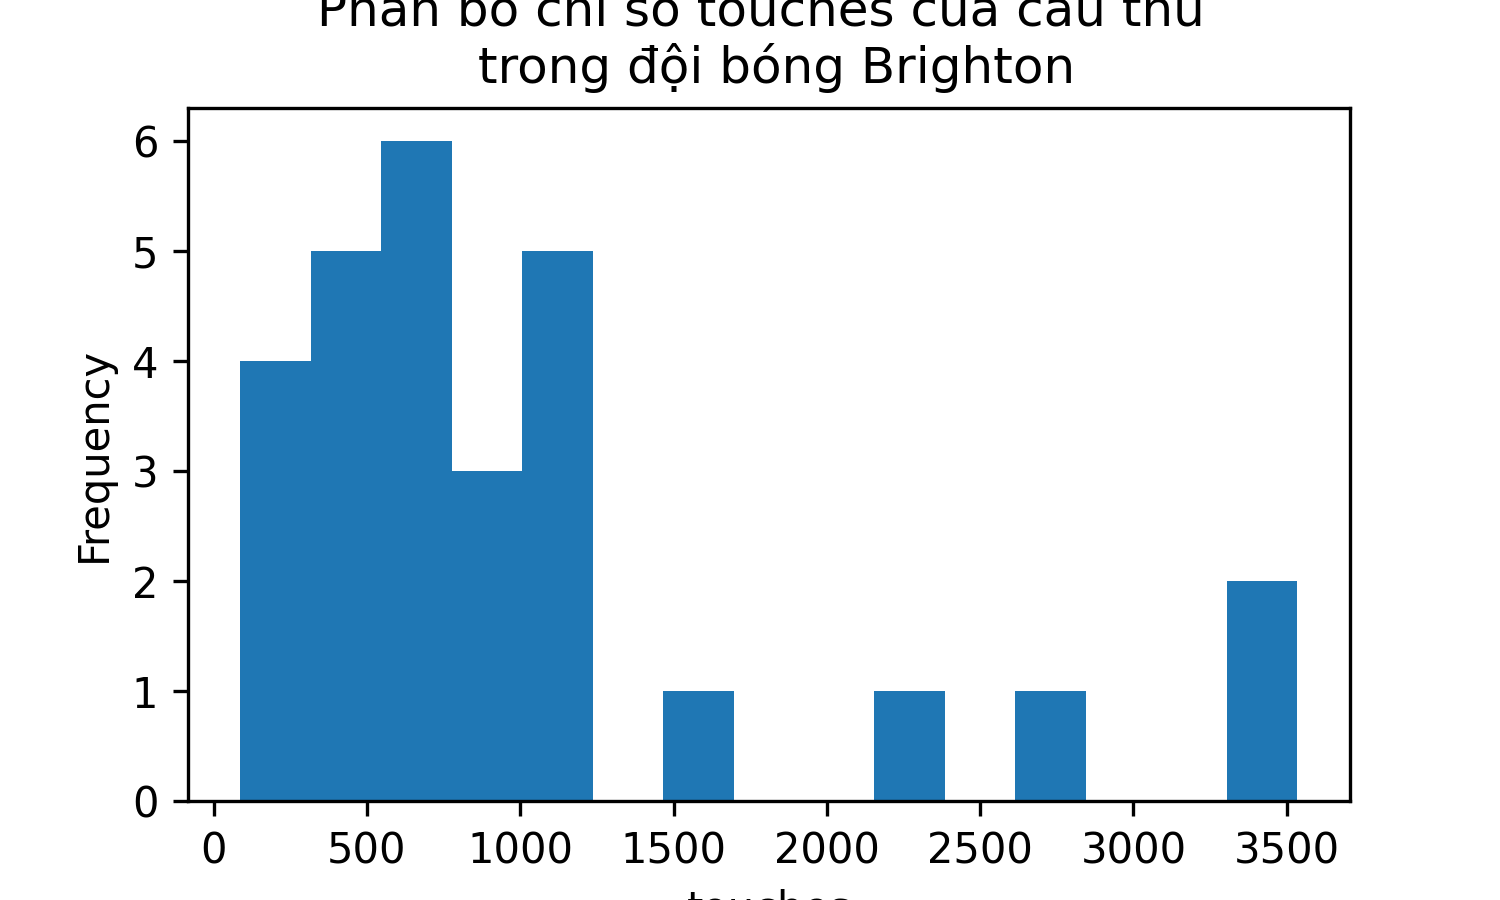 Phân bố chỉ số touches của cầu thủ
trong đội bóng Brighton
Frequency
6
5
4
3
2
1
0
0 500 1000 1500 2000 2500 3000 3500
touches